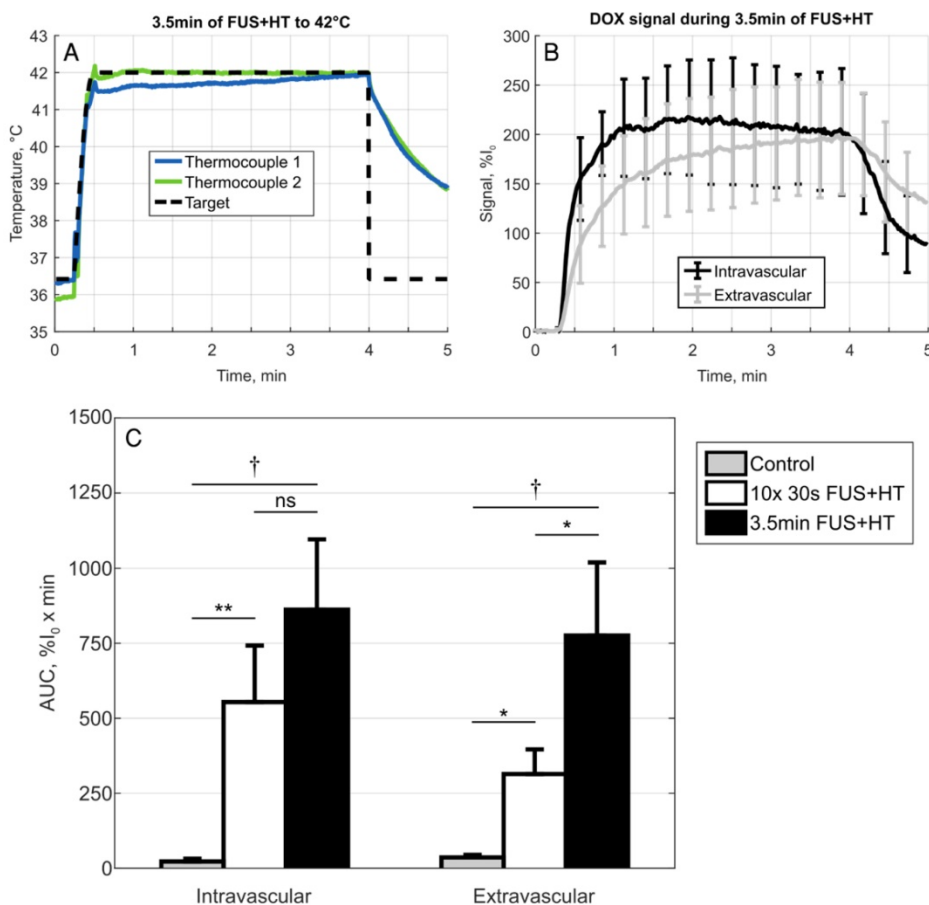 3.5min of FUS+HT to 42°C
A
43
42
41
40
39
38
37
36
35
Temperature, °C
Thermocouple 1
Thermocouple 2
Target
0 1 2 3 4 5
Time, min
DOX signal during 3.5min of FUS+HT
B
300
250
200
150
100
50
0
Signal, %I₀
Intravascular
Extravascular
0 1 2 3 4 5
Time, min
C
1500
1250
1000
750
500
250
0
AUC, %I₀ x min
†
ns
**
†
*
*
Intravascular Extravascular
Control
10x 30s FUS+HT
3.5min FUS+HT